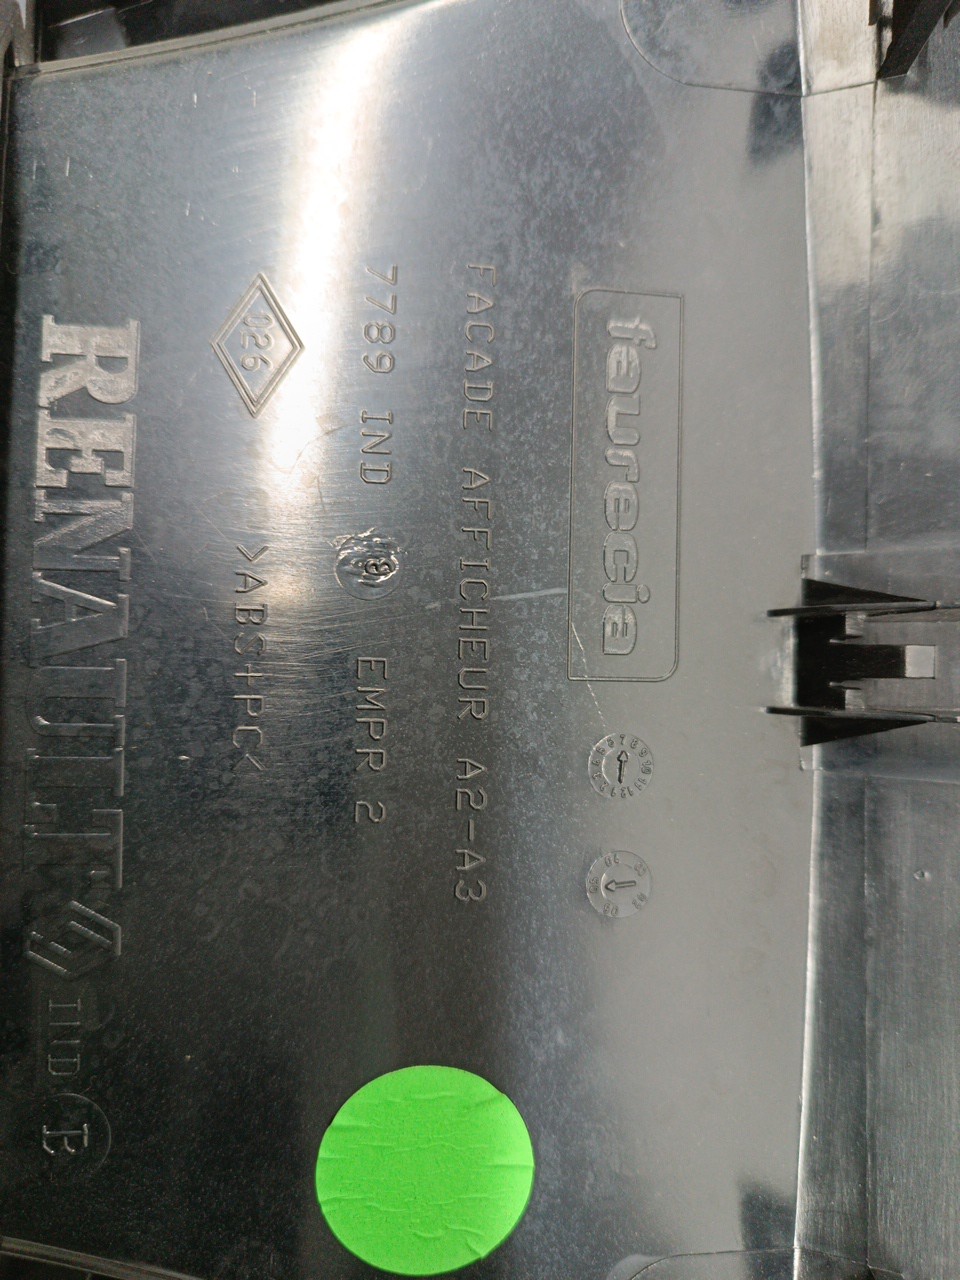 faurecia
FACADE AFFICHEUR A2-A3
7789 IND B EMPR 2
026
>ABS+PC<
RENAULT IND E